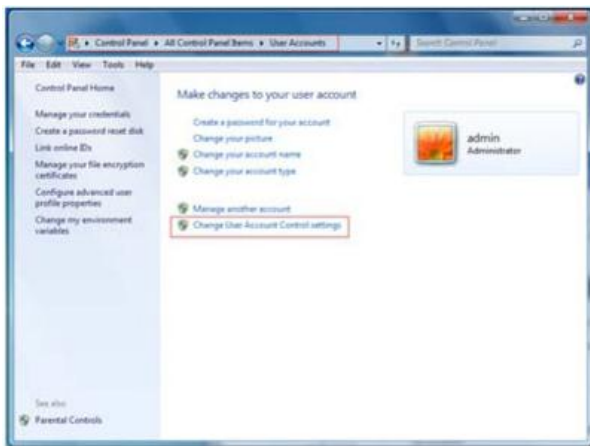 Control Panel ▸ All Control Panel Items ▸ User Accounts
Search Control Panel
File Edit View Tools Help
Control Panel Home
Manage your credentials
Create a password reset disk
Link online IDs
Manage your file encryption
certificates
Configure advanced user
profile properties
Change my environment
variables
See also
Parental Controls
Make changes to your user account
Create a password for your account
Change your picture
Change your account name
Change your account type
Manage another account
Change User Account Control settings
admin
Administrator